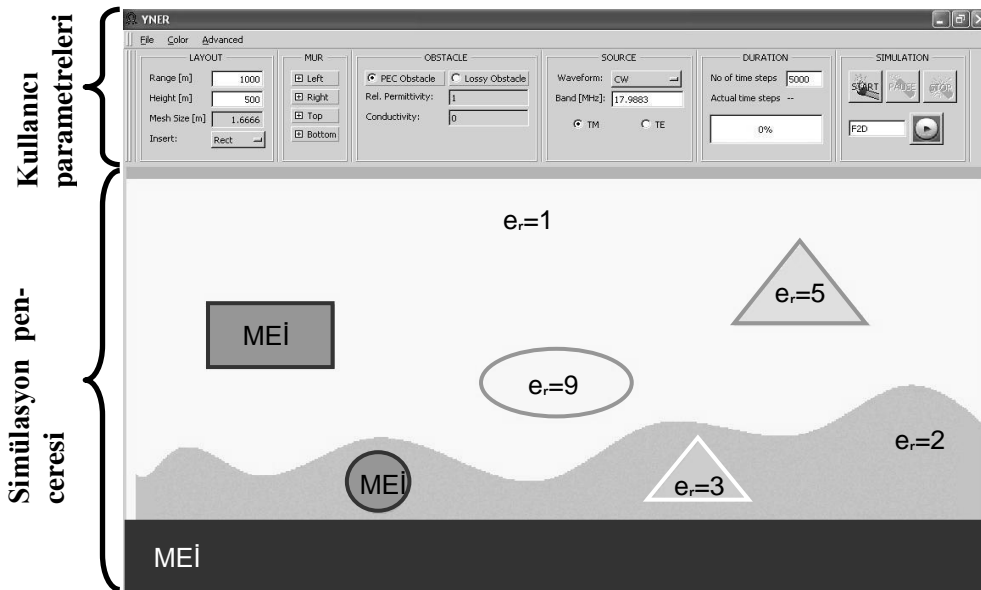 Kullanıcı
parametreleri
YNER
File Color Advanced
LAYOUT
Range [m] 1000
Height [m] 500
Mesh Size [m] 1.6666
Insert: Rect
MUR
Left
Right
Top
Bottom
OBSTACLE
PEC Obstacle Lossy Obstacle
Rel. Permittivity: 1
Conductivity: 0
SOURCE
Waveform: CW
Band [MHz]: 17.9883
TM TE
DURATION
No of time steps 5000
Actual time steps --
0%
SIMULATION
START PAUSE STOP
F2D
Simülasyon pen-
ceresi
eᵣ=1
eᵣ=5
MEİ
eᵣ=9
eᵣ=2
MEİ
eᵣ=3
MEİ